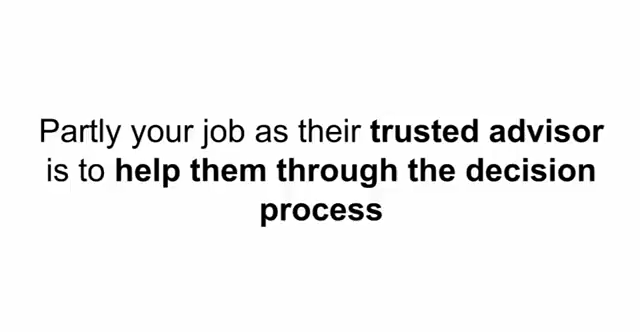 Partly your job as their trusted advisor
is to help them through the decision
process